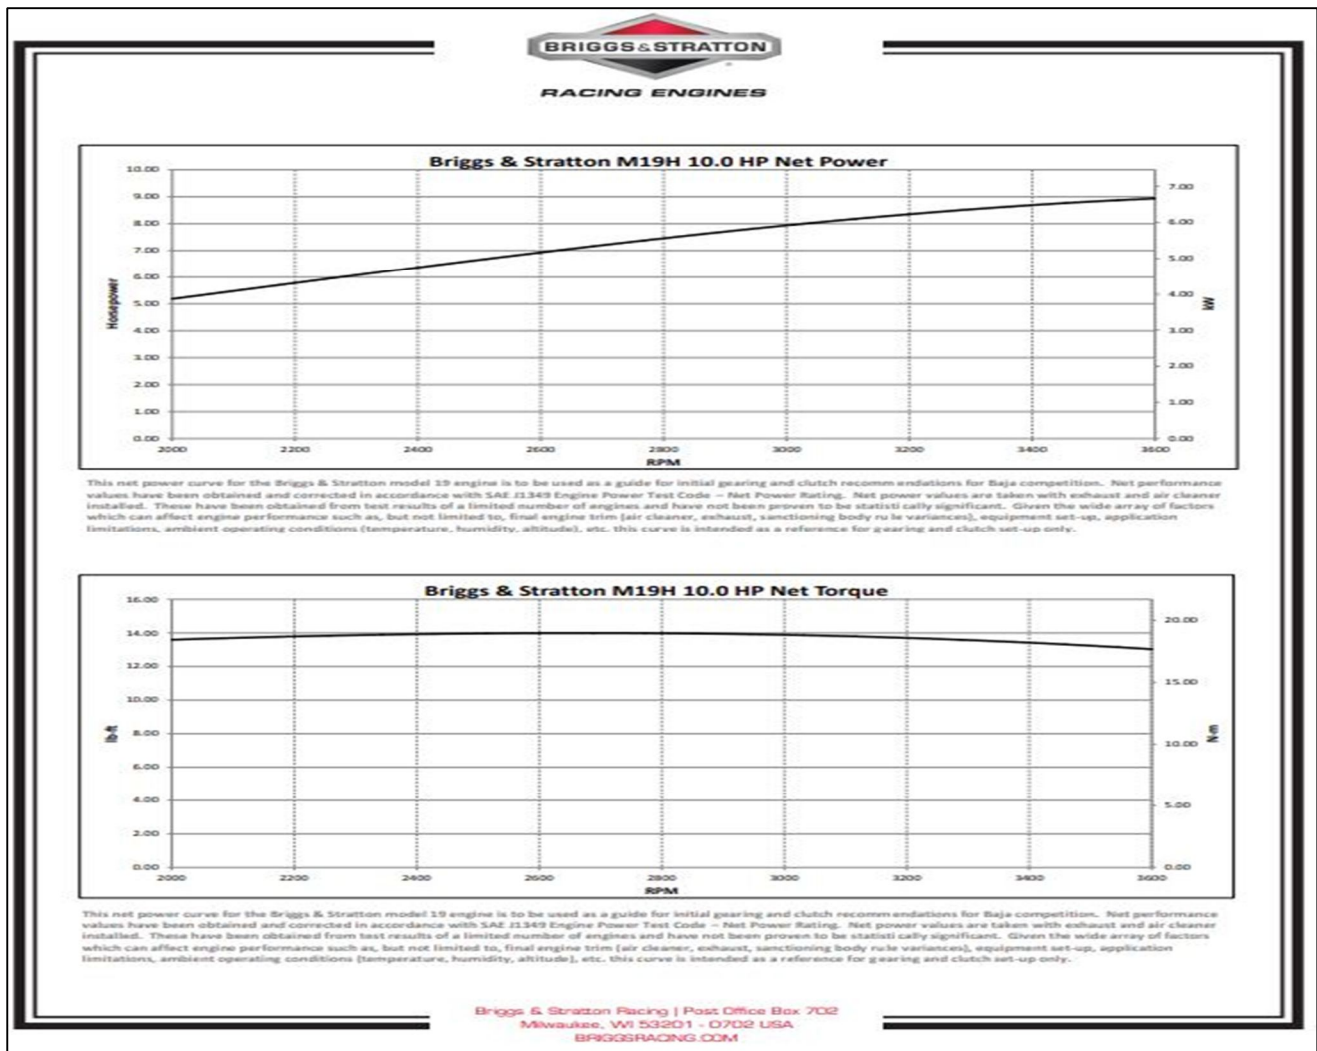 BRIGGS&STRATTON
RACING ENGINES
Briggs & Stratton M19H 10.0 HP Net Power
10.00
9.00
8.00
7.00
6.00
5.00
4.00
3.00
2.00
1.00
0.00
Horsepower
7.00
6.00
5.00
4.00
3.00
2.00
1.00
0.00
kW
2000 2200 2400 2600 2800 3000 3200 3400 3600
RPM
This net power curve for the Briggs & Stratton model 19 engine is to be used as a guide for initial gearing and clutch recomm endations for Baja competition. Net performance
values have been obtained and corrected in accordance with SAE J1349 Engine Power Test Code – Net Power Rating. Net power values are taken with exhaust and air cleaner
installed. These have been obtained from test results of a limited number of engines and have not been proven to be statisti cally significant. Given the wide array of factors
which can affect engine performance such as, but not limited to, final engine trim (air cleaner, exhaust, sanctioning body ru le variances), equipment set-up, application
limitations, ambient operating conditions (temperature, humidity, altitude), etc. this curve is intended as a reference for gearing and clutch set-up only.
Briggs & Stratton M19H 10.0 HP Net Torque
16.00
14.00
12.00
10.00
8.00
6.00
4.00
2.00
0.00
lb-ft
20.00
15.00
10.00
5.00
0.00
N-m
2000 2200 2400 2600 2800 3000 3200 3400 3600
RPM
This net power curve for the Briggs & Stratton model 19 engine is to be used as a guide for initial gearing and clutch recomm endations for Baja competition. Net performance
values have been obtained and corrected in accordance with SAE J1349 Engine Power Test Code – Net Power Rating. Net power values are taken with exhaust and air cleaner
installed. These have been obtained from test results of a limited number of engines and have not been proven to be statisti cally significant. Given the wide array of factors
which can affect engine performance such as, but not limited to, final engine trim (air cleaner, exhaust, sanctioning body ru le variances), equipment set-up, application
limitations, ambient operating conditions (temperature, humidity, altitude), etc. this curve is intended as a reference for gearing and clutch set-up only.
Briggs & Stratton Racing | Post Office Box 702
Milwaukee, WI 53201 - 0702 USA
BRIGGSRACING.COM